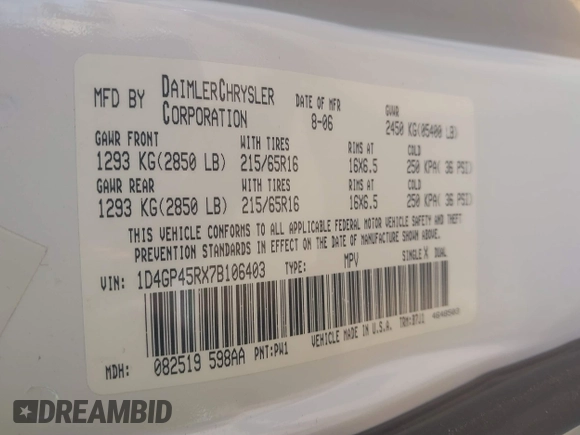 MFD BY DAIMLERCHRYSLER CORPORATION
DATE OF MFR 8-06
GVWR 2450 KG(05400 LB)
GAWR FRONT WITH TIRES RIMS AT COLD
1293 KG(2850 LB) 215/65R16 16X6.5 250 KPA( 36 PSI)
GAWR REAR WITH TIRES RIMS AT COLD
1293 KG(2850 LB) 215/65R16 16X6.5 250 KPA( 36 PSI)
THIS VEHICLE CONFORMS TO ALL APPLICABLE FEDERAL MOTOR VEHICLE SAFETY AND THEFT
PREVENTION STANDARDS IN EFFECT ON THE DATE OF MANUFACTURE SHOWN ABOVE.
VIN: 1D4GP45RX7B106403 TYPE: MPV SINGLE X DUAL
MDH: 082519 598AA PNT:PW1 VEHICLE MADE IN U.S.A. TRM:B7U1
DREAMBID